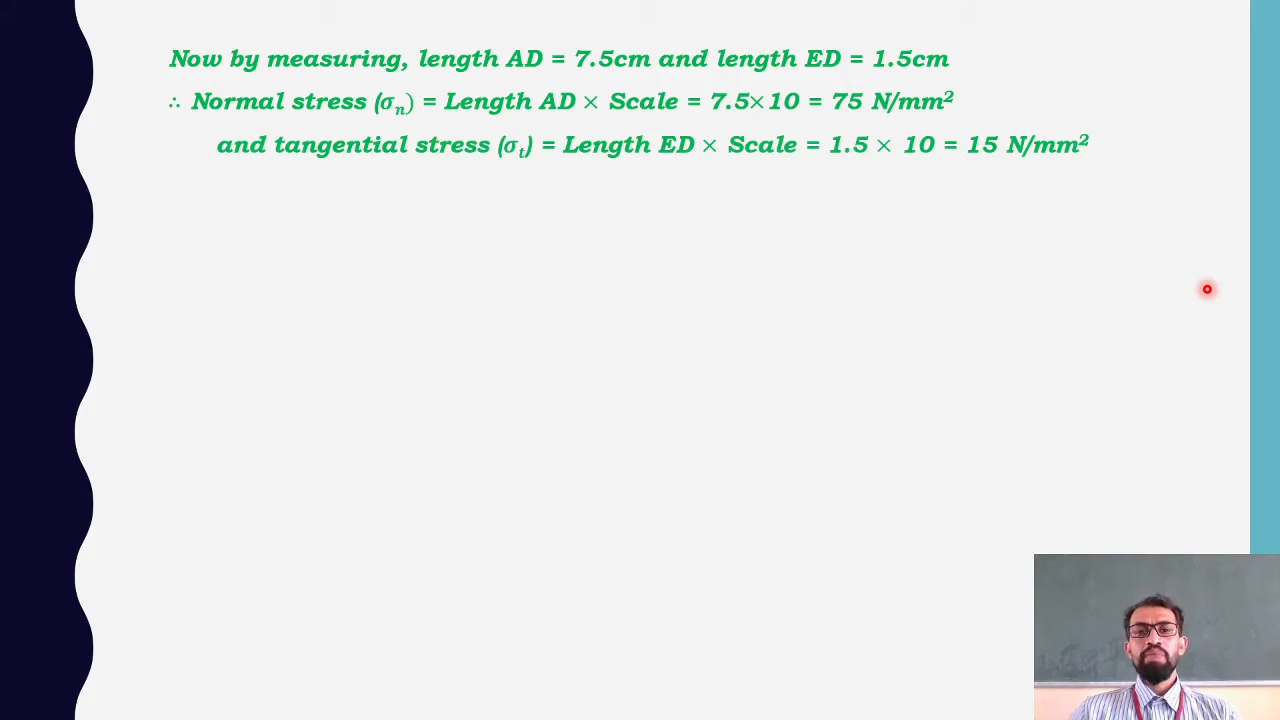 Now by measuring, length AD = 7.5cm and length ED = 1.5cm
∴ Normal stress (σₙ) = Length AD × Scale = 7.5×10 = 75 N/mm²
and tangential stress (σₜ) = Length ED × Scale = 1.5 × 10 = 15 N/mm²